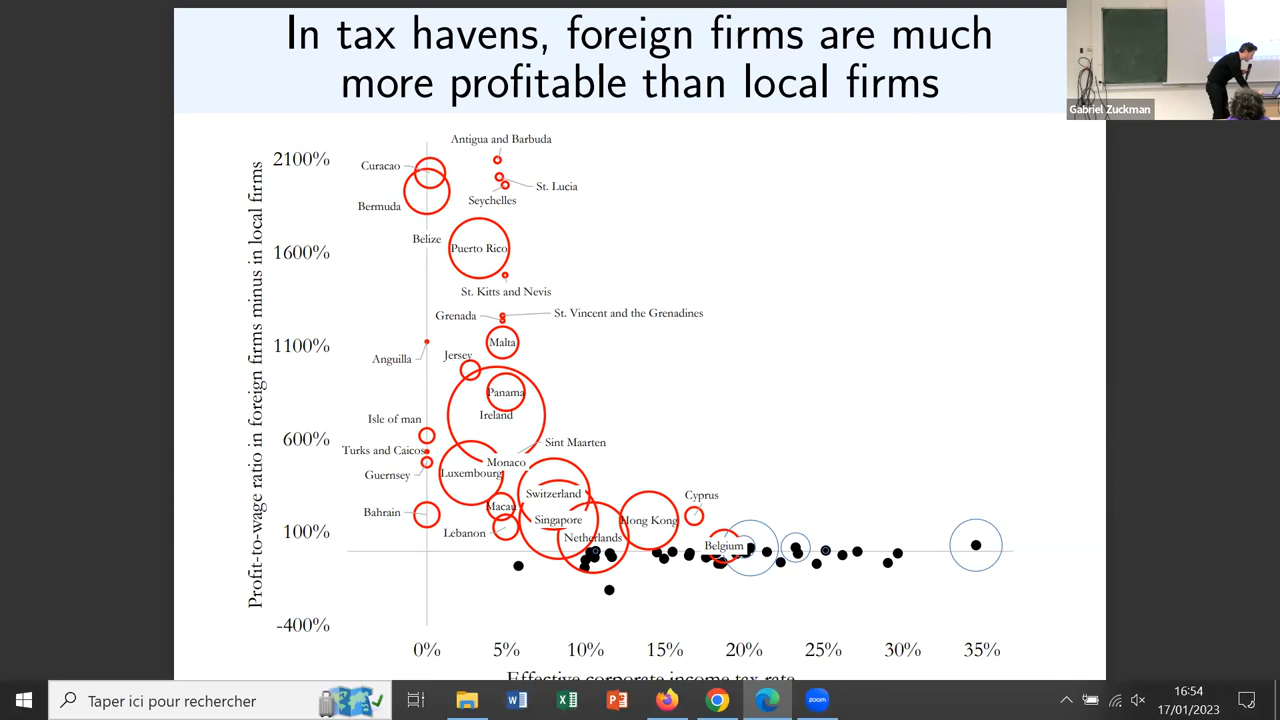 In tax havens, foreign firms are much
more profitable than local firms
Gabriel Zuckman
Profit-to-wage ratio in foreign firms minus in local firms
2100%
1600%
1100%
600%
100%
-400%
Antigua and Barbuda
Curacao
St. Lucia
Bermuda
Seychelles
Belize
Puerto Rico
St. Kitts and Nevis
Grenada
St. Vincent and the Grenadines
Malta
Anguilla
Jersey
Panama
Ireland
Isle of man
Sint Maarten
Turks and Caicos
Monaco
Guernsey
Luxembourg
Switzerland
Cyprus
Macau
Bahrain
Singapore
Hong Kong
Lebanon
Netherlands
Belgium
0%
5%
10%
15%
20%
25%
30%
35%
Effective corporate income tax rate
Taper ici pour rechercher
zoom
16:54
17/01/2023